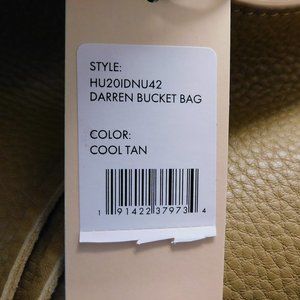 STYLE:
HU20IDNU42
DARREN BUCKET BAG
COLOR:
COOL TAN
1 91422 37973 4